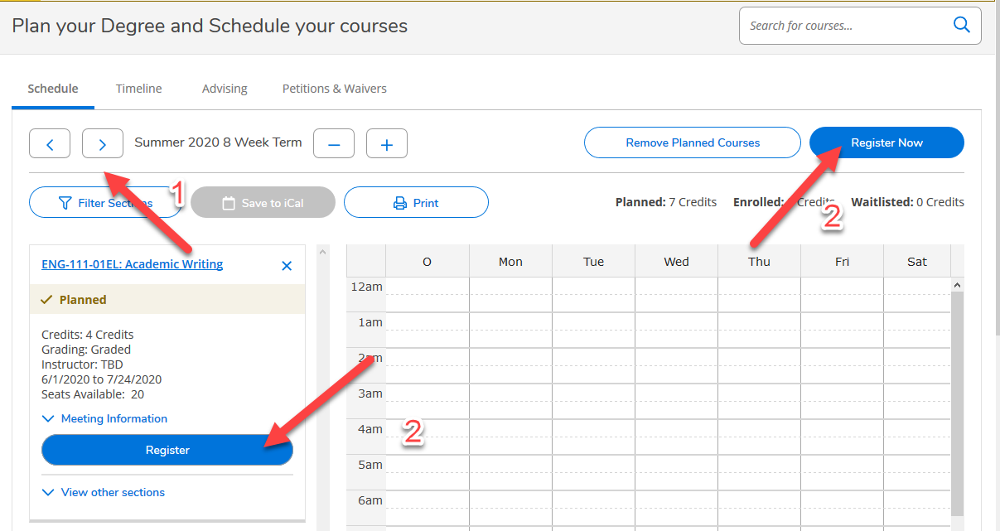 Plan your Degree and Schedule your courses
Search for courses...
Schedule
Timeline
Advising
Petitions & Waivers
Summer 2020 8 Week Term
Remove Planned Courses
Register Now
1
Filter Sections
Save to iCal
Print
Planned: 7 Credits
Enrolled: Credits
Waitlisted: 0 Credits
2
ENG-111-01EL: Academic Writing
Planned
Credits: 4 Credits
Grading: Graded
Instructor: TBD
6/1/2020 to 7/24/2020
Seats Available: 20
Meeting Information
Register
View other sections
O Mon Tue Wed Thu Fri Sat
12am
1am
2am
3am
4am
2
5am
6am